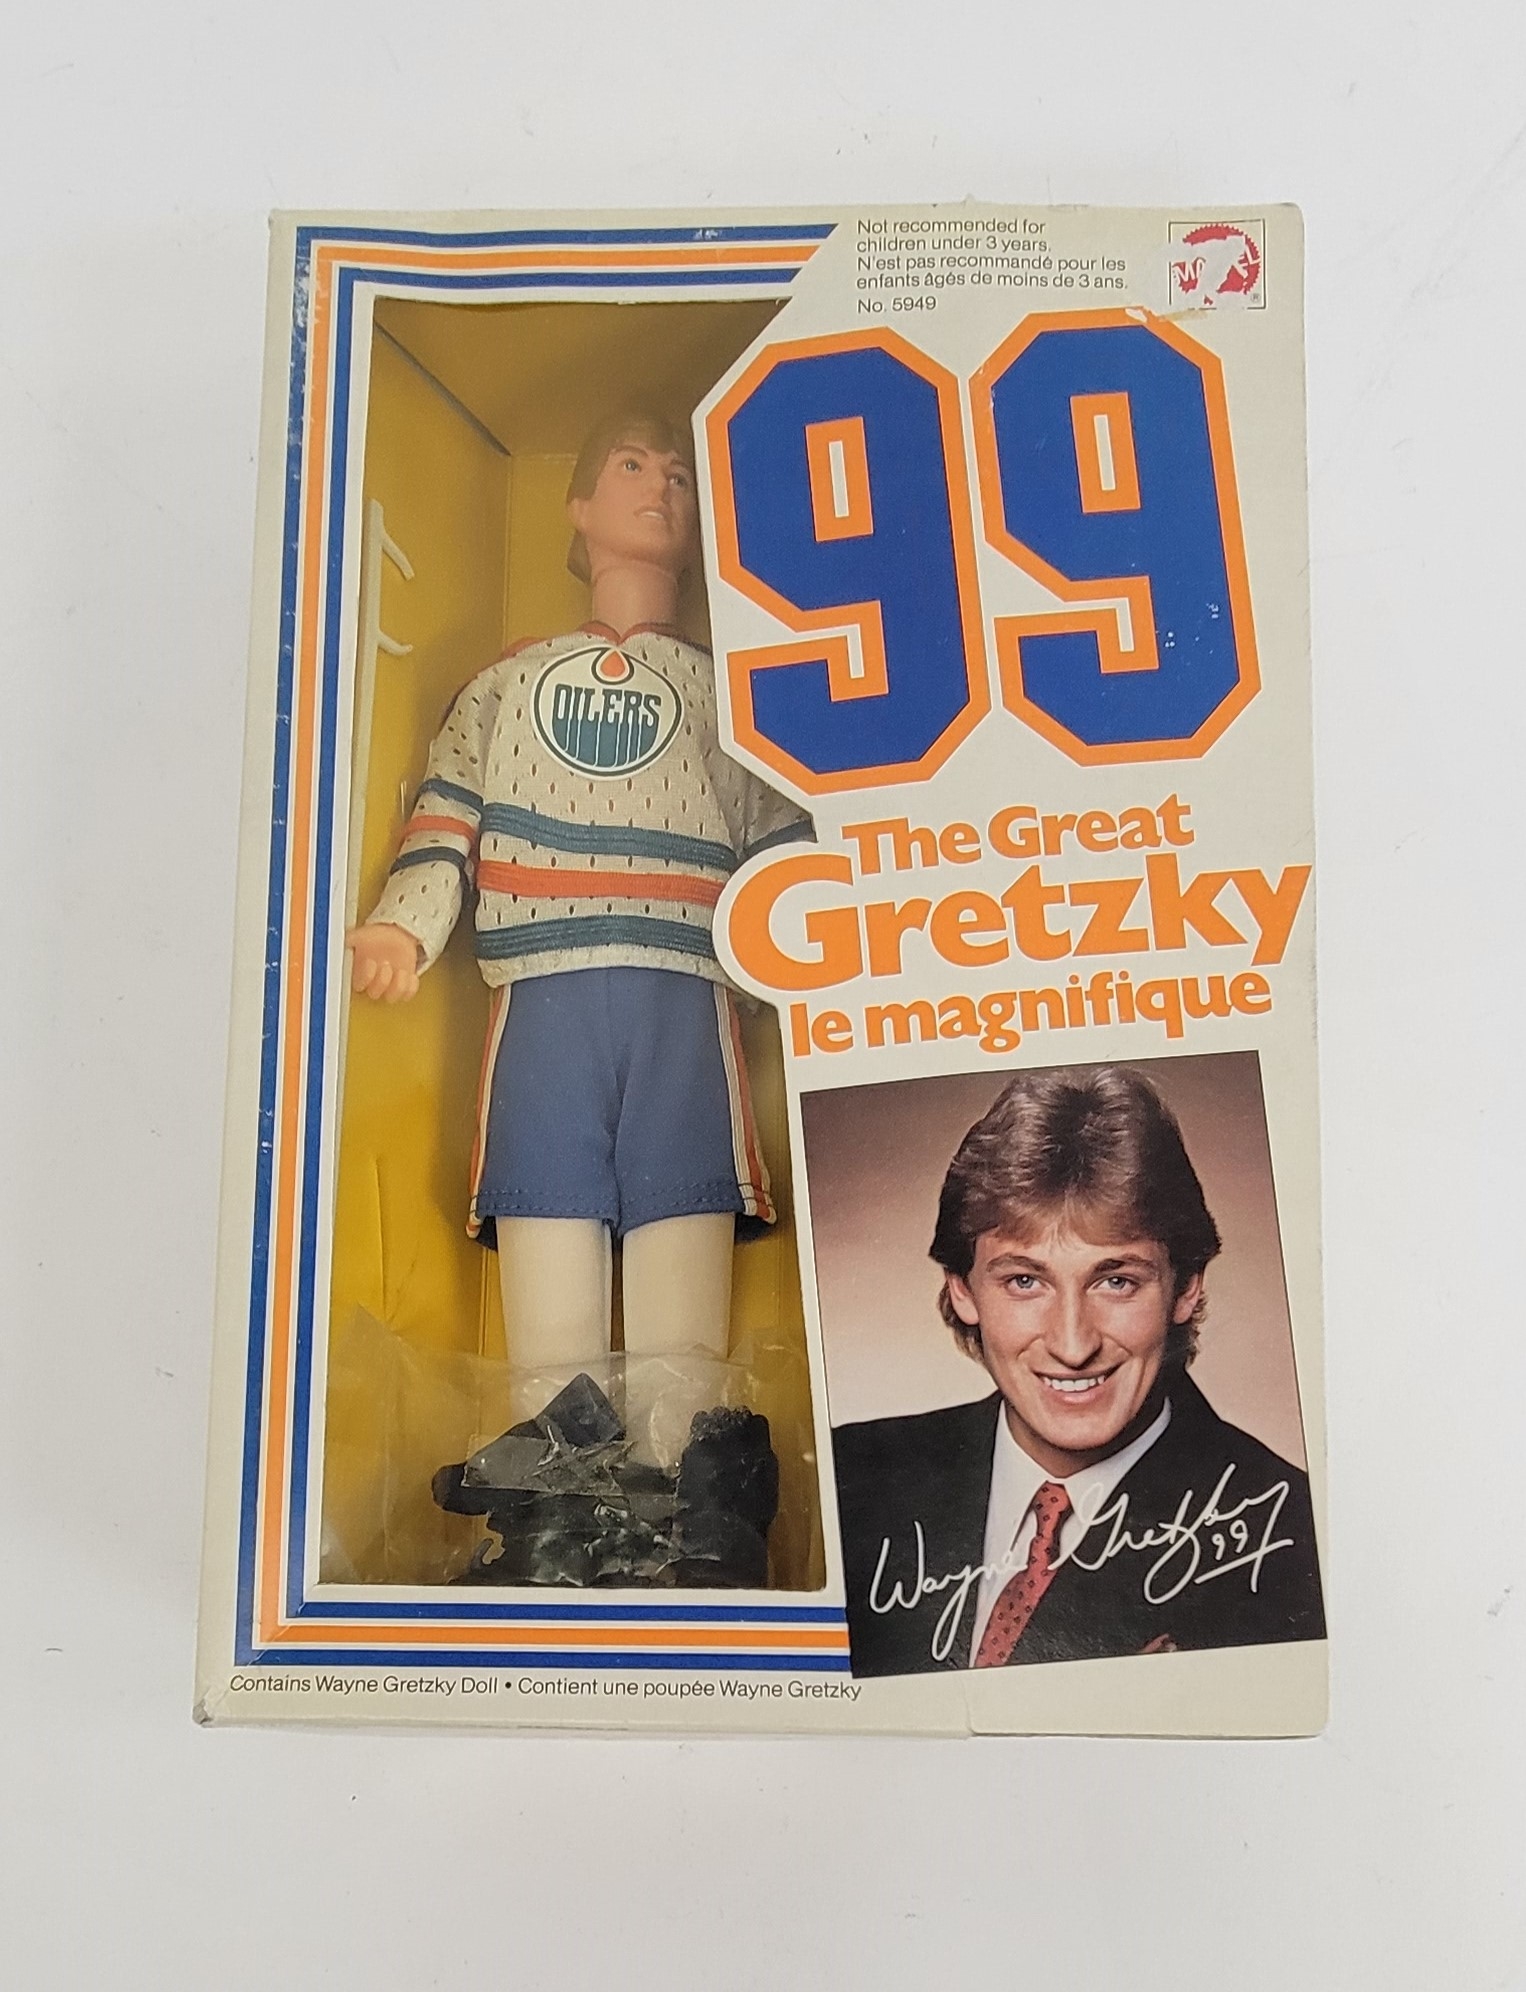 Not recommended for
children under 3 years.
N'est pas recommandé pour les
enfants âgés de moins de 3 ans.
No. 5949
99
OILERS
The Great
Gretzky
le magnifique
Wayne Gretzky
99
Contains Wayne Gretzky Doll • Contient une poupée Wayne Gretzky